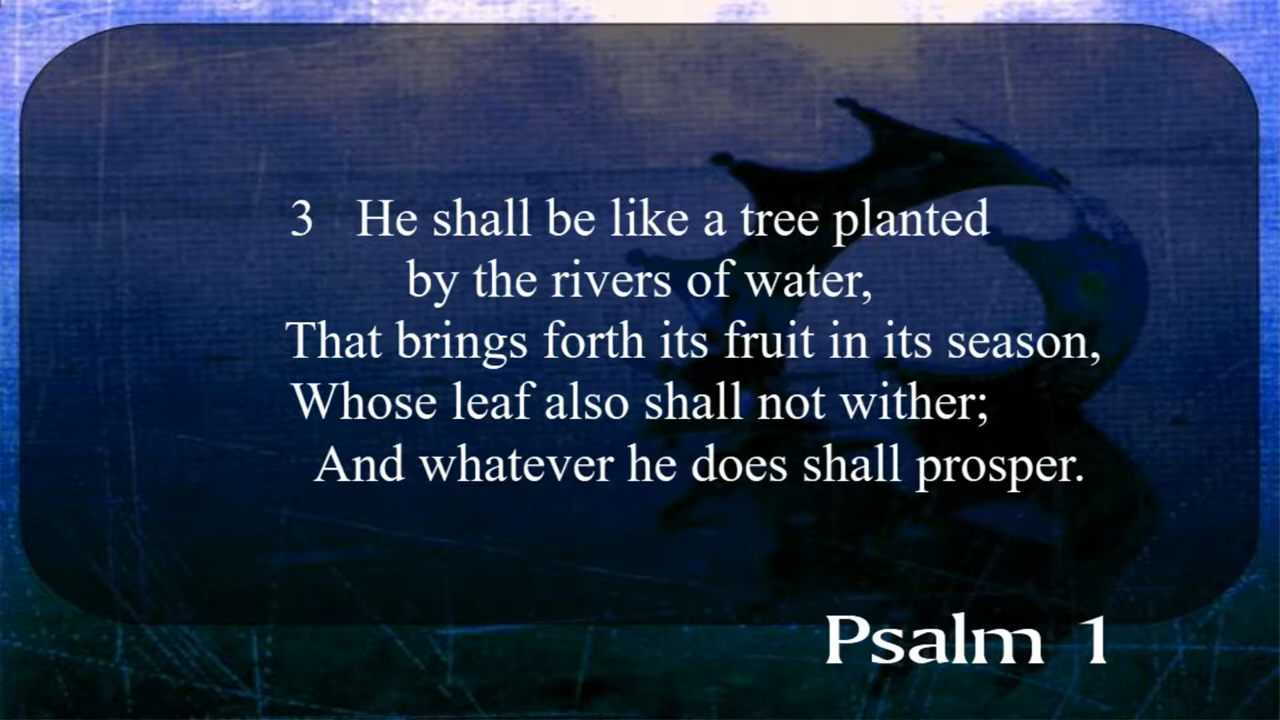 3 He shall be like a tree planted
by the rivers of water,
That brings forth its fruit in its season,
Whose leaf also shall not wither;
And whatever he does shall prosper.
Psalm 1